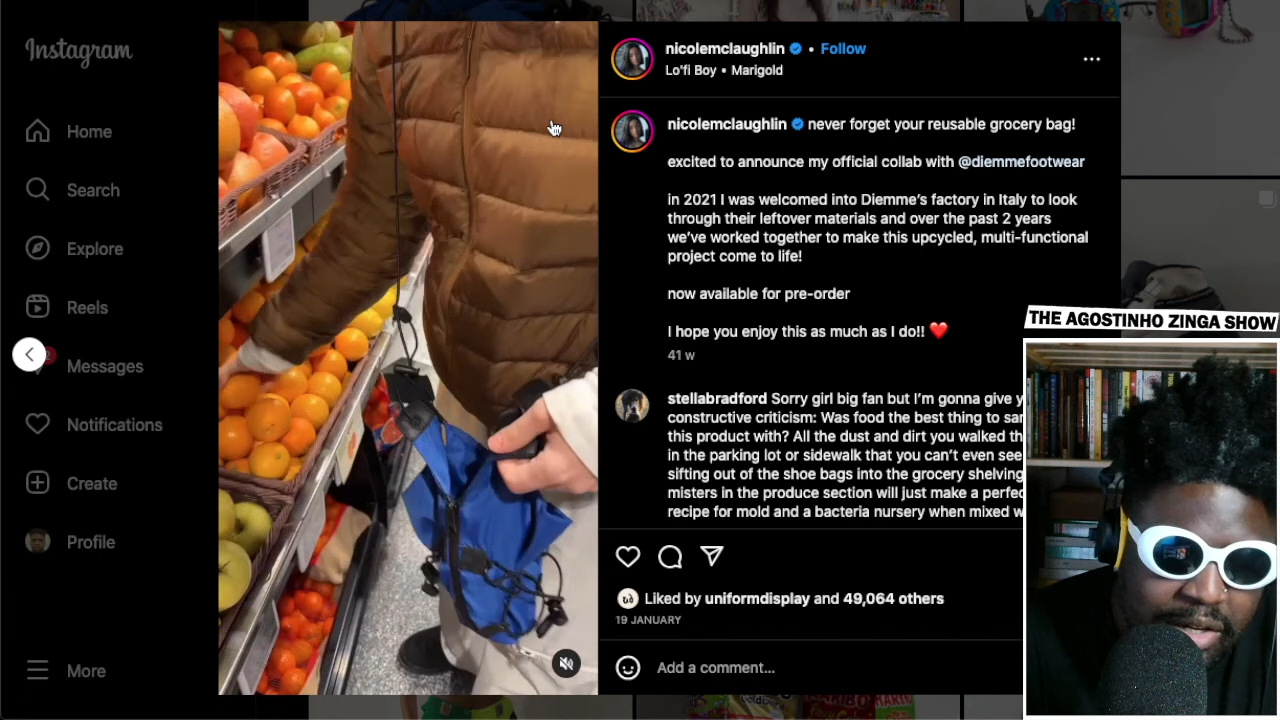 Instagram
Home
Search
Explore
Reels
Messages
Notifications
Create
Profile
More
nicolemclaughlin • Follow
Lo'fi Boy • Marigold
nicolemclaughlin never forget your reusable grocery bag!
excited to announce my official collab with @diemmefootwear
in 2021 I was welcomed into Diemme's factory in Italy to look
through their leftover materials and over the past 2 years
we've worked together to make this upcycled, multi-functional
project come to life!
now available for pre-order
I hope you enjoy this as much as I do!! ❤️
41 w
stellabradford Sorry girl big fan but I'm gonna give y
constructive criticism: Was food the best thing to sar
this product with? All the dust and dirt you walked th
in the parking lot or sidewalk that you can't even see
sifting out of the shoe bags into the grocery shelving
misters in the produce section will just make a perfec
recipe for mold and a bacteria nursery when mixed w
Liked by uniformdisplay and 49,064 others
19 JANUARY
Add a comment...
THE AGOSTINHO ZINGA SHOW